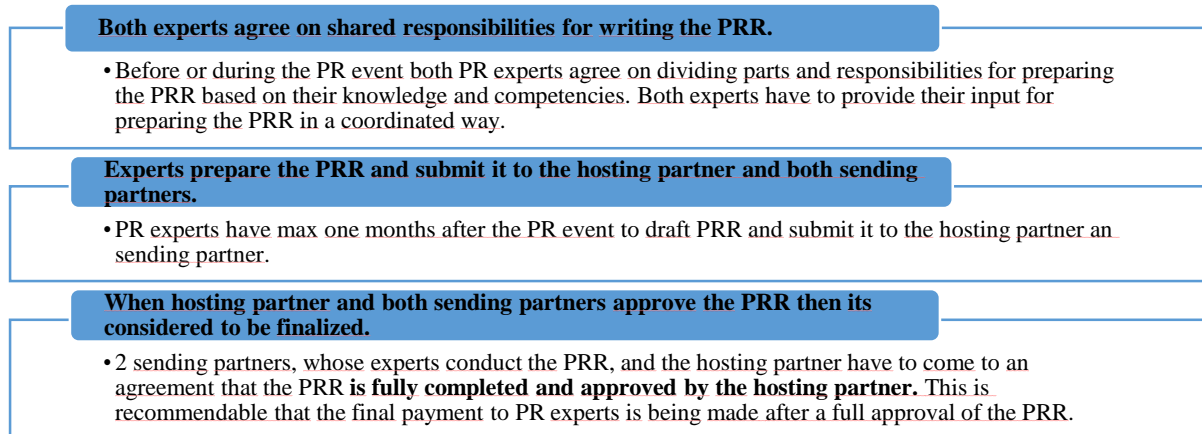 Both experts agree on shared responsibilities for writing the PRR.
• Before or during the PR event both PR experts agree on dividing parts and responsibilities for preparing
the PRR based on their knowledge and competencies. Both experts have to provide their input for
preparing the PRR in a coordinated way.
Experts prepare the PRR and submit it to the hosting partner and both sending
partners.
• PR experts have max one months after the PR event to draft PRR and submit it to the hosting partner an
sending partner.
When hosting partner and both sending partners approve the PRR then its
considered to be finalized.
• 2 sending partners, whose experts conduct the PRR, and the hosting partner have to come to an
agreement that the PRR is fully completed and approved by the hosting partner. This is
recommendable that the final payment to PR experts is being made after a full approval of the PRR.